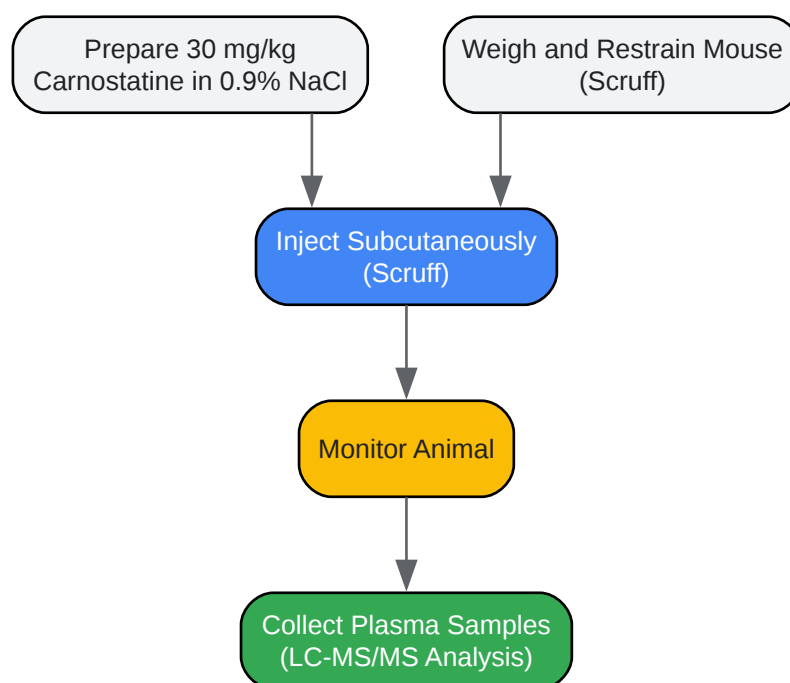 Prepare 30 mg/kg
Carnostatine in 0.9% NaCl
Weigh and Restrain Mouse
(Scruff)
Inject Subcutaneously
(Scruff)
Monitor Animal
Collect Plasma Samples
(LC-MS/MS Analysis)